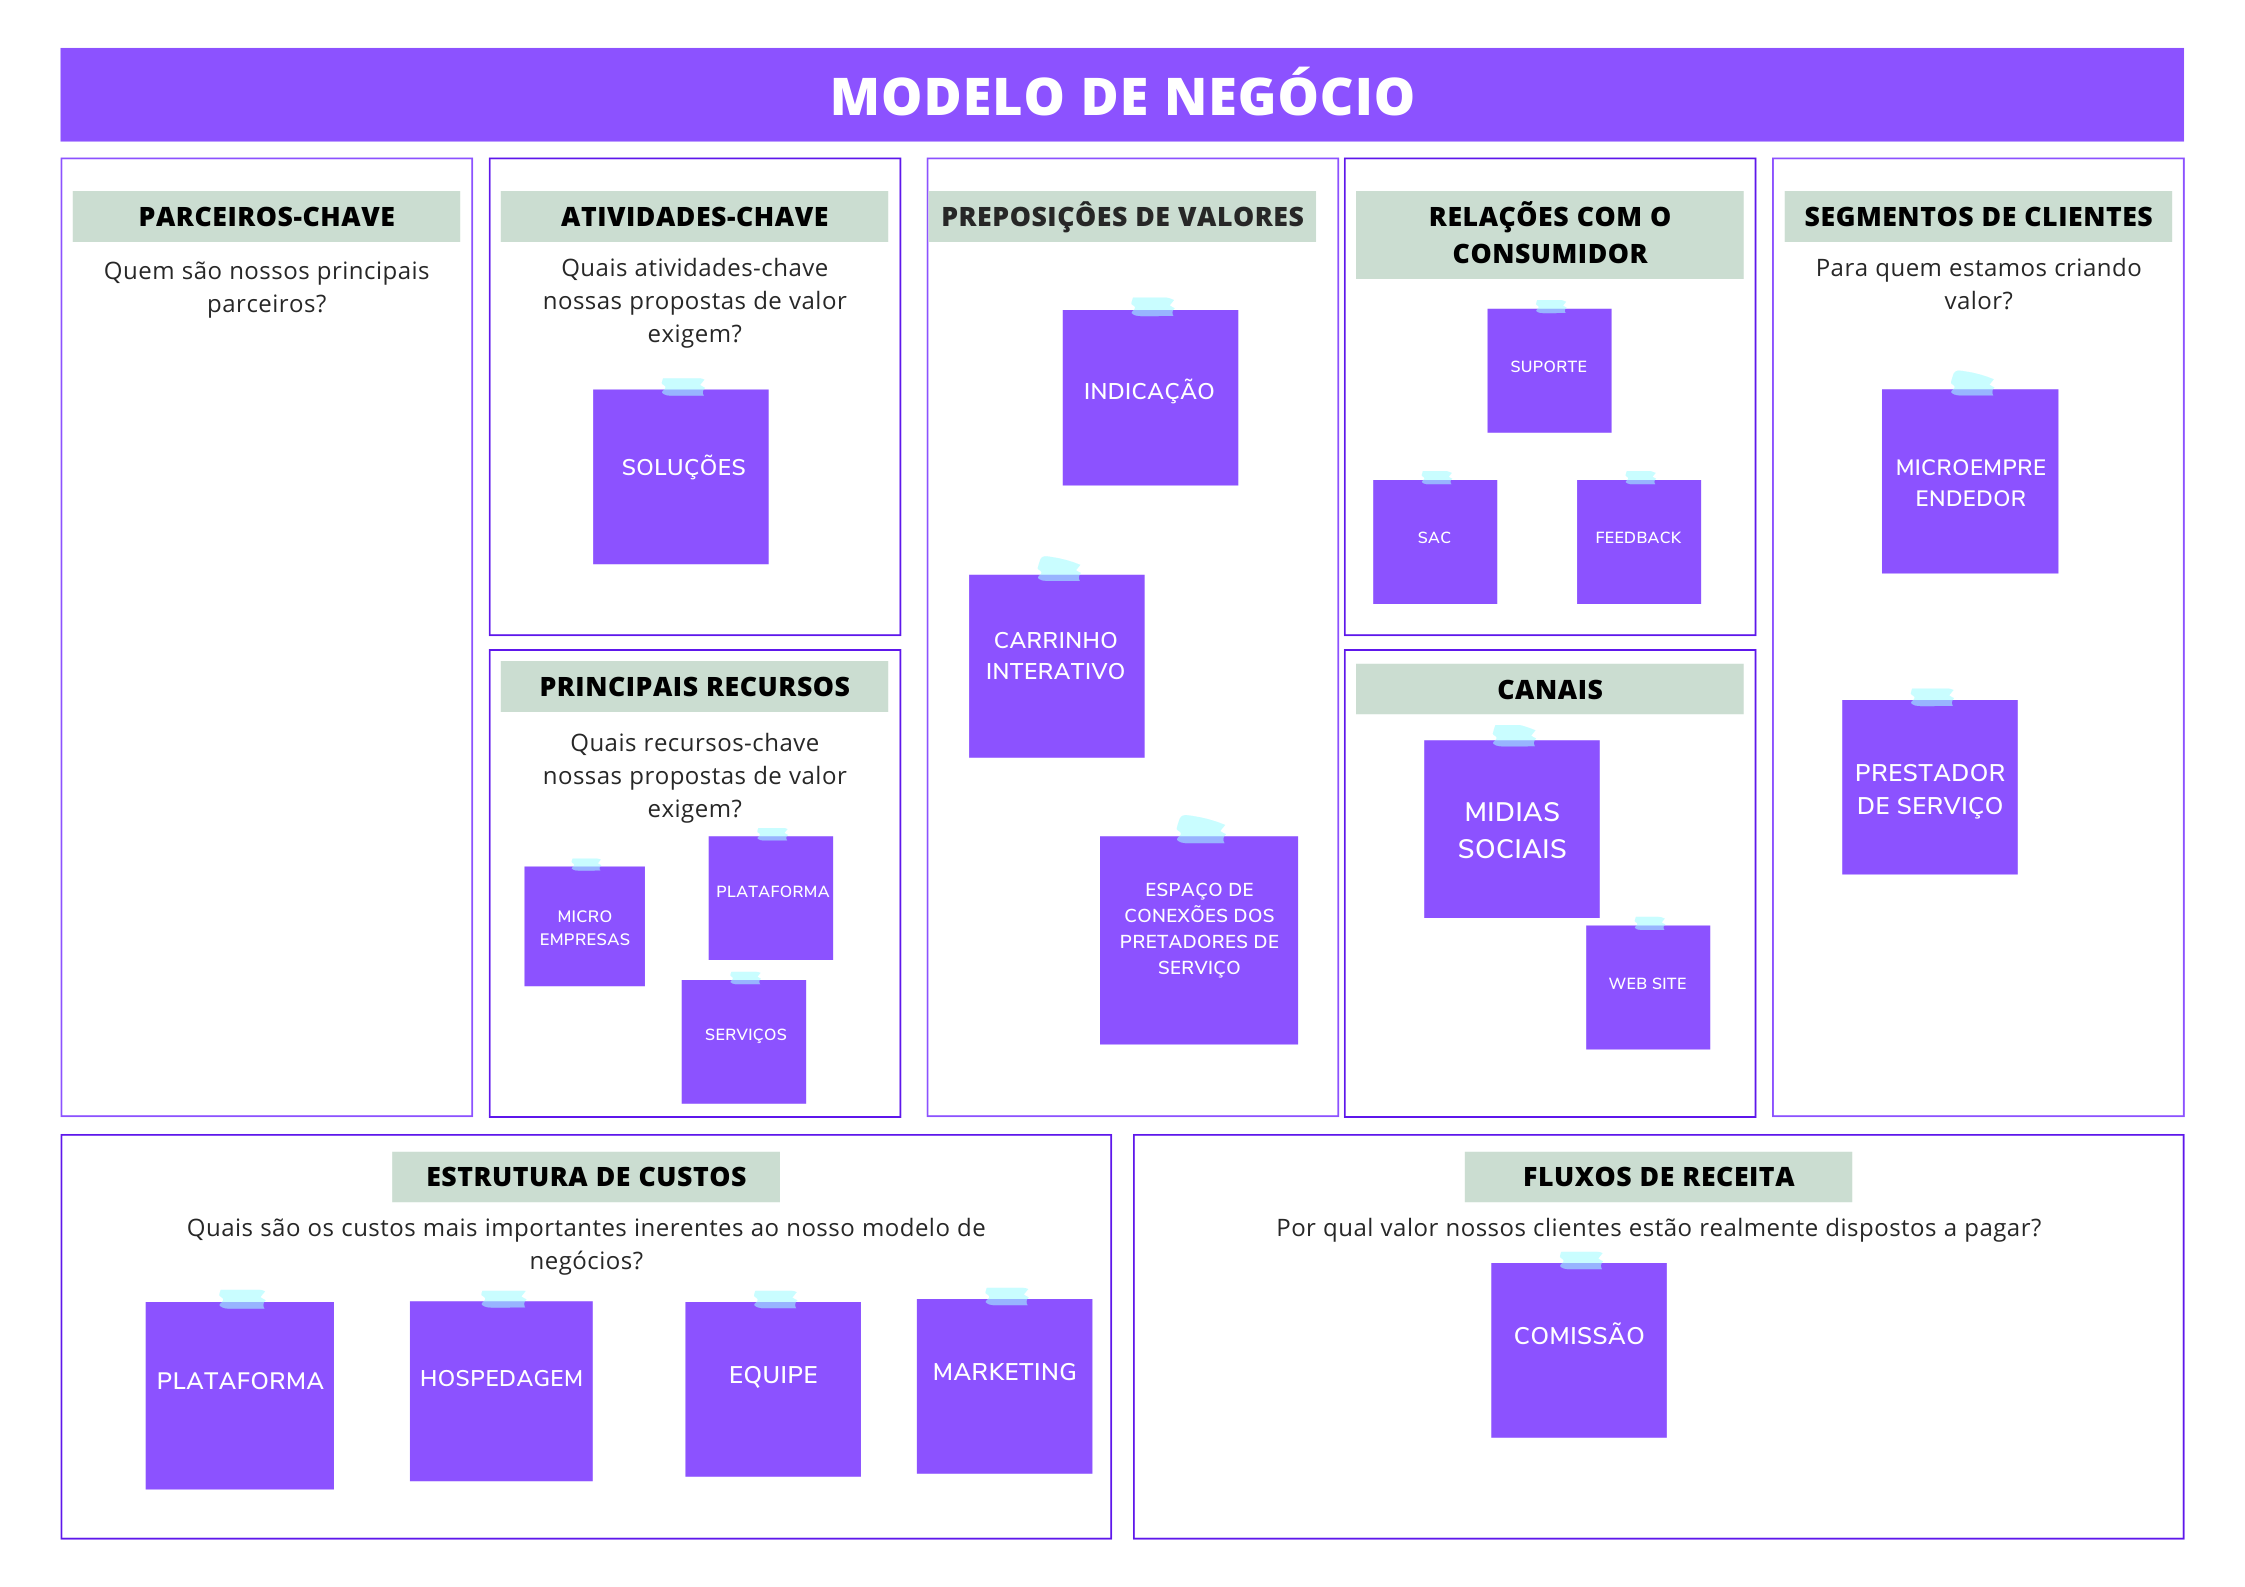 MODELO DE NEGÓCIO
PARCEIROS-CHAVE
Quem são nossos principais
parceiros?
ATIVIDADES-CHAVE
Quais atividades-chave
nossas propostas de valor
exigem?
SOLUÇÕES
PRINCIPAIS RECURSOS
Quais recursos-chave
nossas propostas de valor
exigem?
PLATAFORMA
MICRO
EMPRESAS
SERVIÇOS
PREPOSIÇÔES DE VALORES
INDICAÇÃO
CARRINHO
INTERATIVO
ESPAÇO DE
CONEXÕES DOS
PRETADORES DE
SERVIÇO
RELAÇÕES COM O
CONSUMIDOR
SUPORTE
SAC
FEEDBACK
CANAIS
MIDIAS
SOCIAIS
WEB SITE
SEGMENTOS DE CLIENTES
Para quem estamos criando
valor?
MICROEMPRE
ENDEDOR
PRESTADOR
DE SERVIÇO
ESTRUTURA DE CUSTOS
Quais são os custos mais importantes inerentes ao nosso modelo de
negócios?
PLATAFORMA
HOSPEDAGEM
EQUIPE
MARKETING
FLUXOS DE RECEITA
Por qual valor nossos clientes estão realmente dispostos a pagar?
COMISSÃO